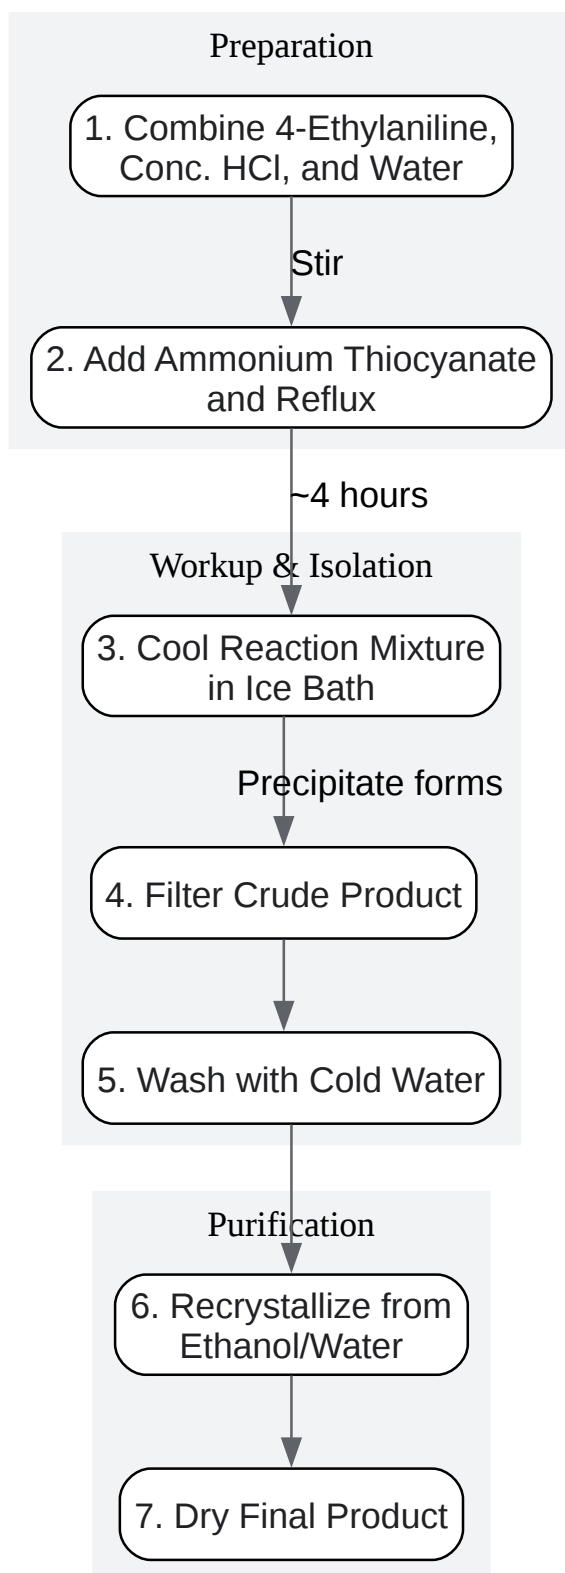 Preparation
1. Combine 4-Ethylaniline,
Conc. HCl, and Water
Stir
2. Add Ammonium Thiocyanate
and Reflux
~4 hours
Workup & Isolation
3. Cool Reaction Mixture
in Ice Bath
Precipitate forms
4. Filter Crude Product
5. Wash with Cold Water
Purification
6. Recrystallize from
Ethanol/Water
7. Dry Final Product